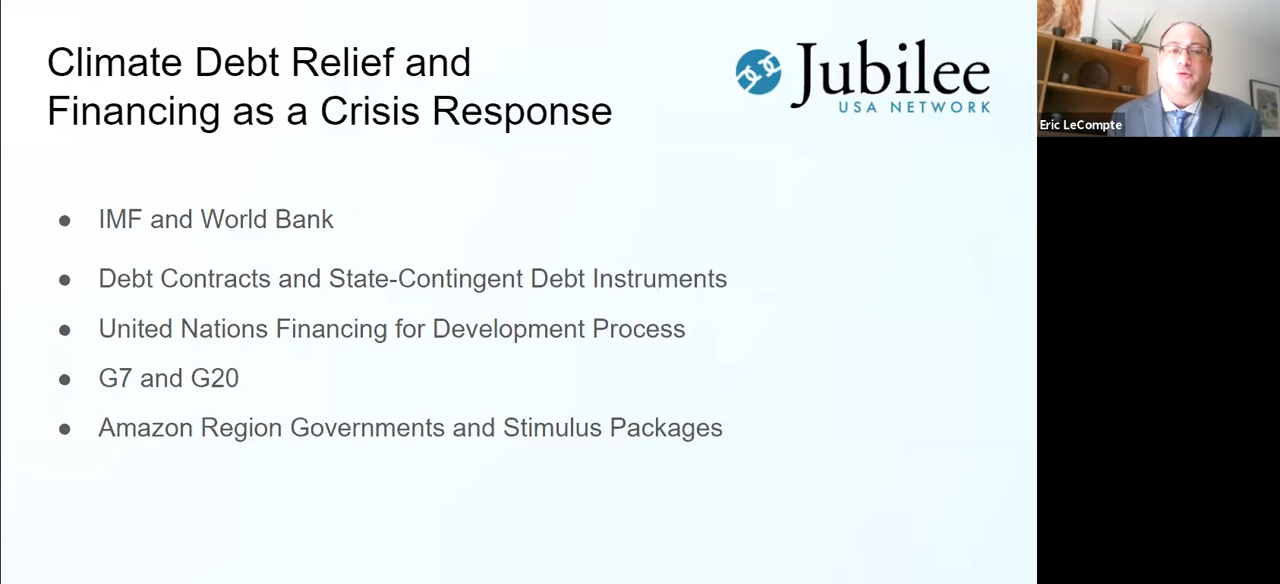 Climate Debt Relief and
Financing as a Crisis Response
Jubilee
USA NETWORK
● IMF and World Bank
● Debt Contracts and State-Contingent Debt Instruments
● United Nations Financing for Development Process
● G7 and G20
● Amazon Region Governments and Stimulus Packages
Eric LeCompte